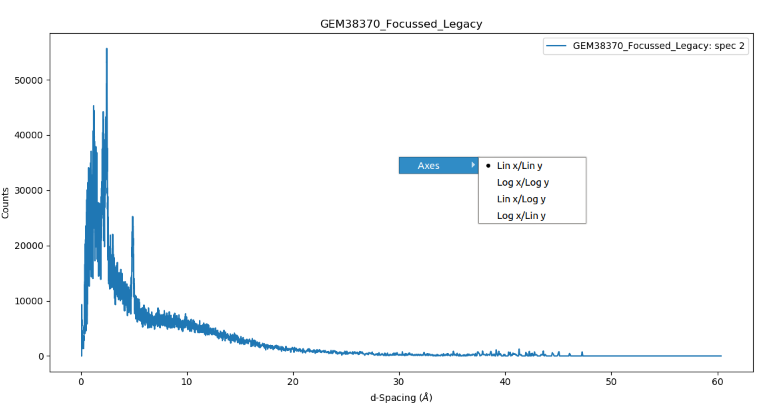 GEM38370_Focussed_Legacy
GEM38370_Focussed_Legacy: spec 2
50000
40000
30000
20000
10000
0
Counts
Axes
Lin x/Lin y
Log x/Log y
Lin x/Log y
Log x/Lin y
0 10 20 30 40 50 60
d-Spacing (Å)